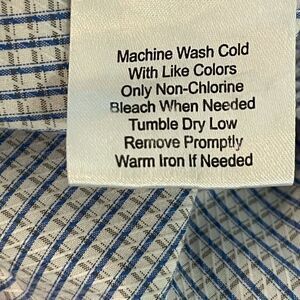 Machine Wash Cold
With Like Colors
Only Non-Chlorine
Bleach When Needed
Tumble Dry Low
Remove Promptly
Warm Iron If Needed